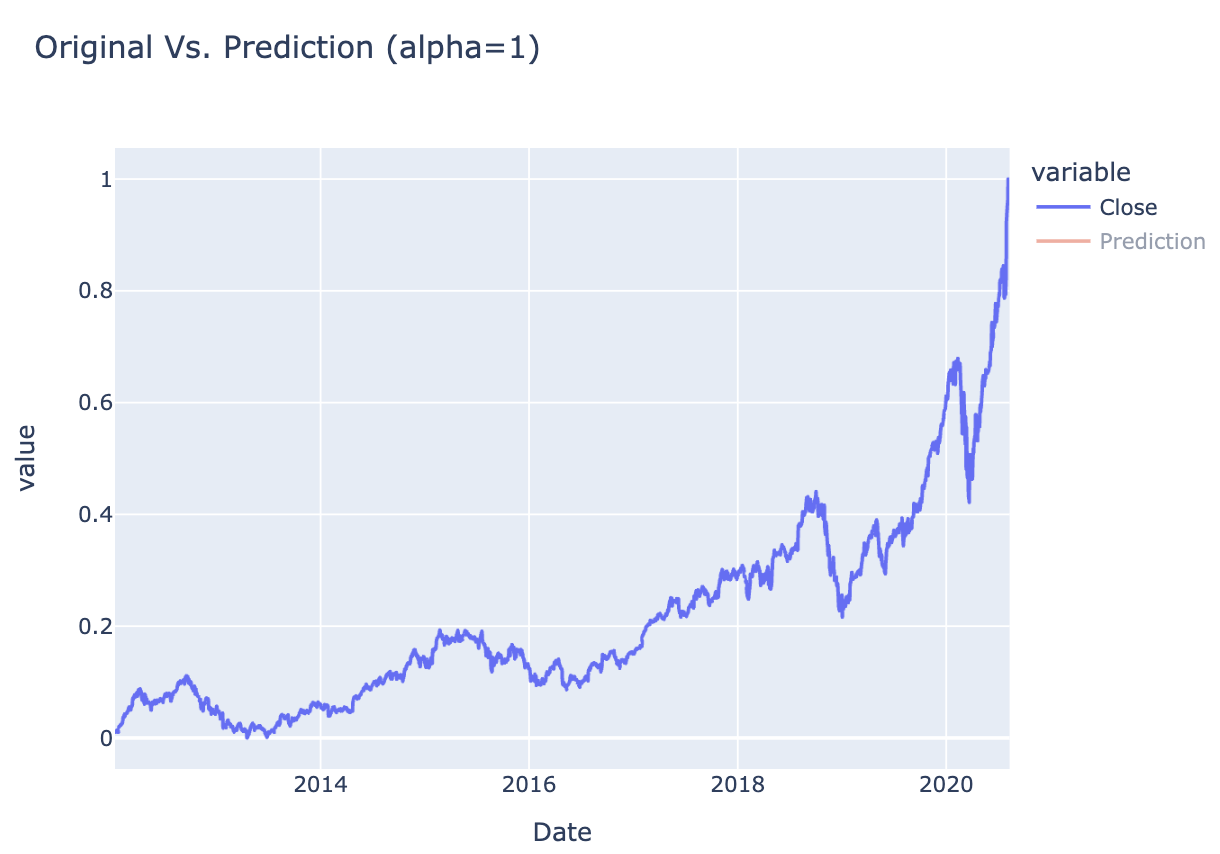 Original Vs. Prediction (alpha=1)
variable
Close
Prediction
1
0.8
0.6
0.4
0.2
0
value
2014
2016
2018
2020
Date